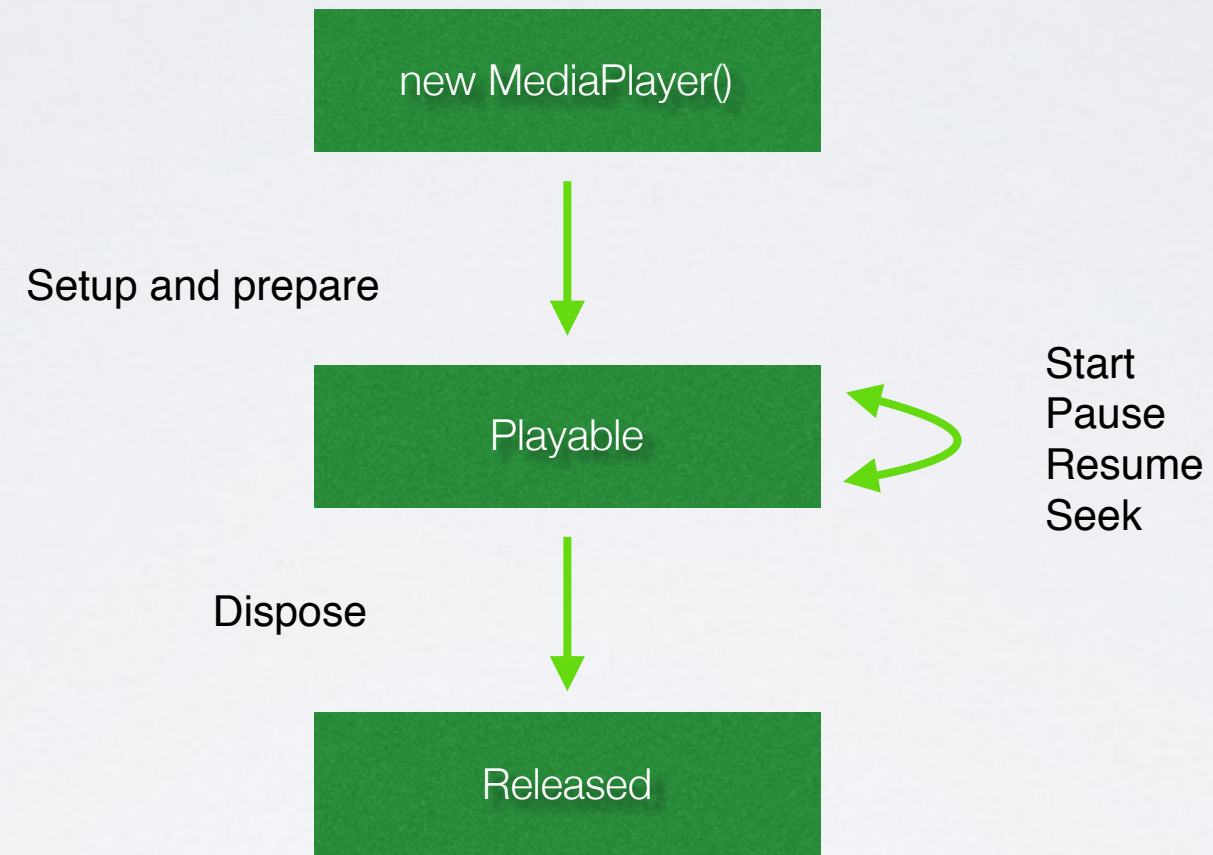 new MediaPlayer()
Setup and prepare
Playable
Start
Pause
Resume
Seek
Dispose
Released